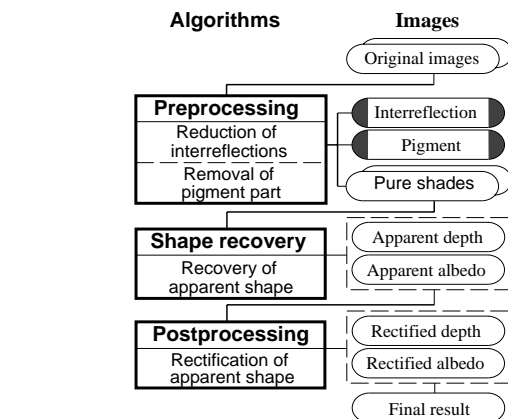 Algorithms
Images
Original images
Preprocessing
Reduction of
interreflections
Removal of
pigment part
Interreflection
Pigment
Pure shades
Shape recovery
Recovery of
apparent shape
Apparent depth
Apparent albedo
Postprocessing
Rectification of
apparent shape
Rectified depth
Rectified albedo
Final result